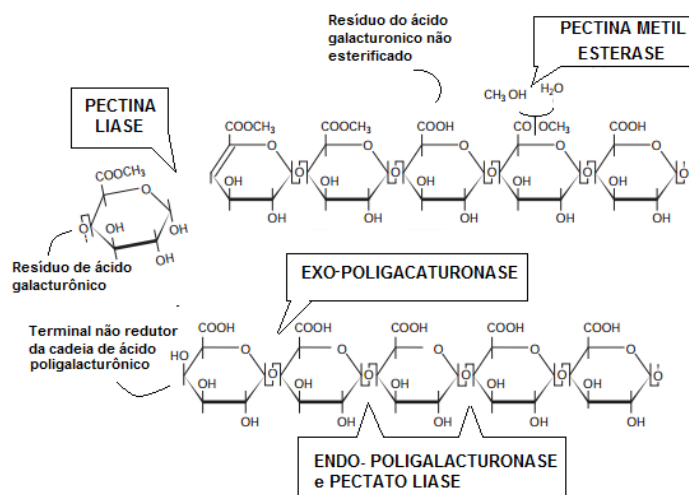 Resíduo do ácido
galacturonico não
esterificado
PECTINA METIL
ESTERASE
CH₃ OH H₂O
PECTINA
LIASE
COOCH₃ COOCH₃ COOH CO OCH₃ COOH
O O O O O
O O O O O
OH OH OH OH OH
OH OH OH OH OH
COOCH₃
O
O OH OH
OH
Resíduo de ácido
galacturônico
EXO-POLIGACATURONASE
Terminal não redutor
da cadeia de ácido
poligalacturônico
COOH COOH COOH COOH COOH
HO O O O O O
O O O O O
OH OH OH OH OH
OH OH OH OH OH
ENDO- POLIGALACTURONASE
e PECTATO LIASE